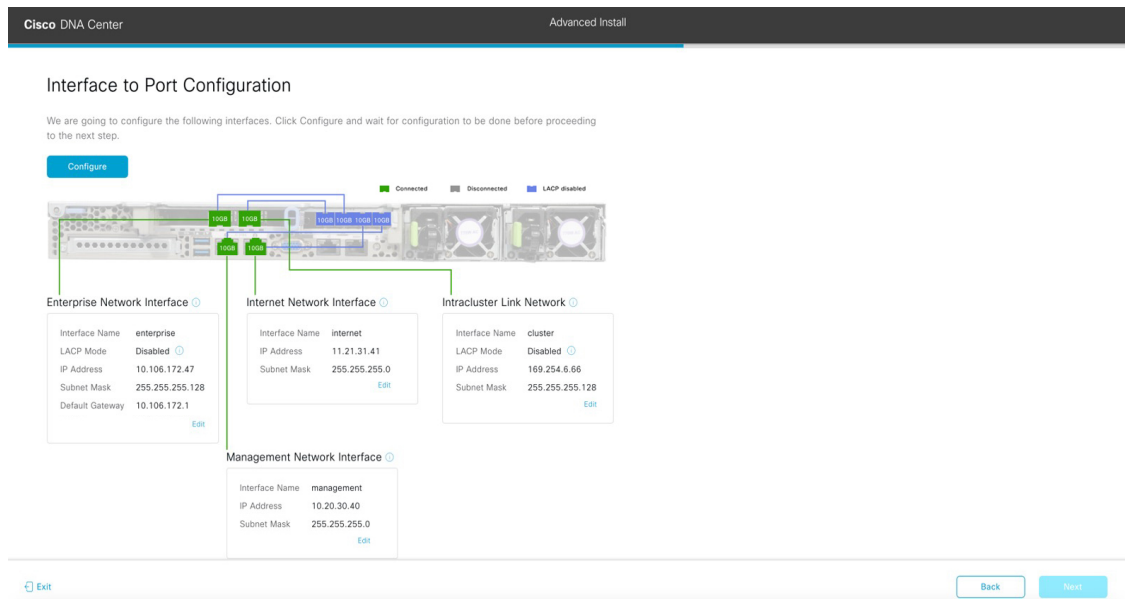 Cisco DNA Center
Advanced Install
Interface to Port Configuration
We are going to configure the following interfaces. Click Configure and wait for configuration to be done before proceeding
to the next step.
Configure
Connected
Disconnected
LACP disabled
10GB 10GB
10GB 10GB 10GB 10GB
10GB 10GB
Enterprise Network Interface
Interface Name enterprise
LACP Mode Disabled
IP Address 10.106.172.47
Subnet Mask 255.255.255.128
Default Gateway 10.106.172.1
Edit
Internet Network Interface
Interface Name internet
IP Address 11.21.31.41
Subnet Mask 255.255.255.0
Edit
Intracluster Link Network
Interface Name cluster
LACP Mode Disabled
IP Address 169.254.6.66
Subnet Mask 255.255.255.128
Edit
Management Network Interface
Interface Name management
IP Address 10.20.30.40
Subnet Mask 255.255.255.0
Edit
Exit
Back
Next